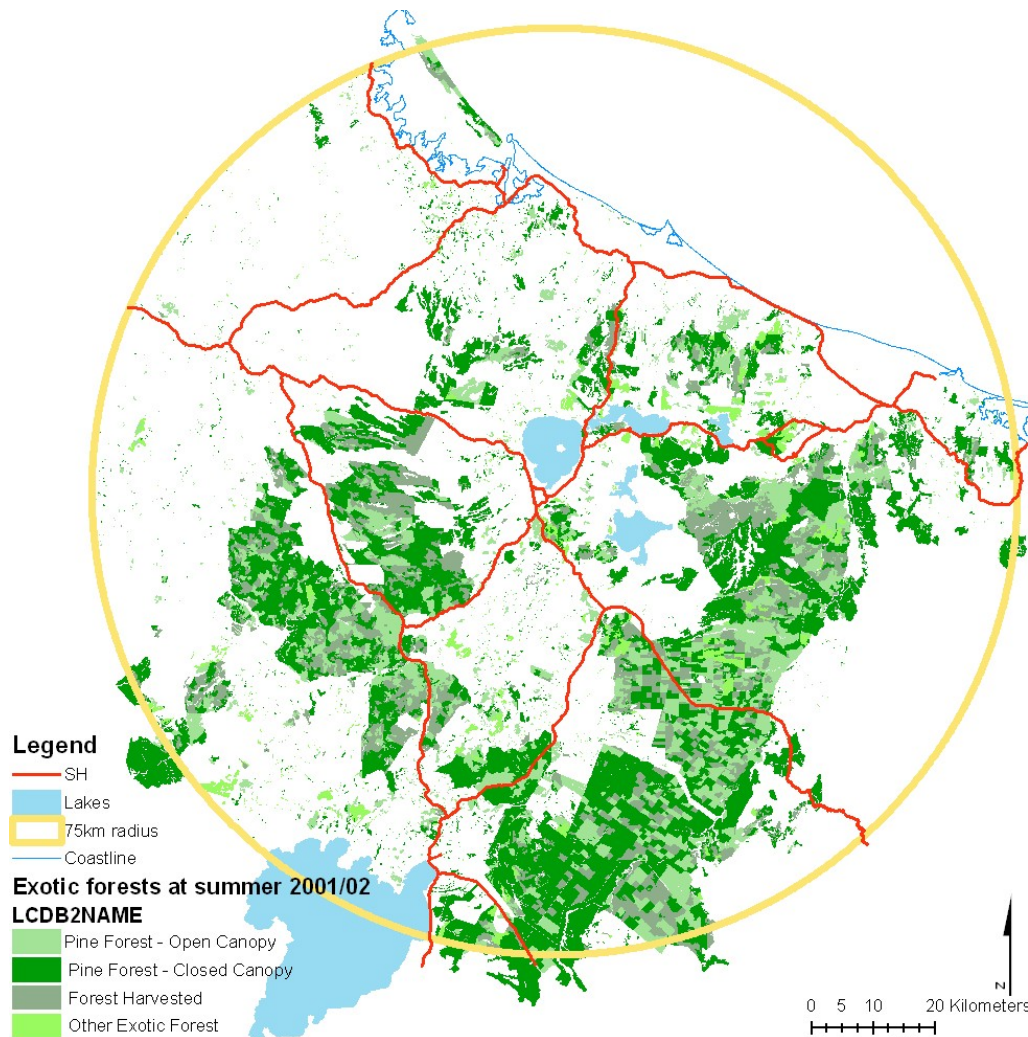 Legend
SH
Lakes
75km radius
Coastline
Exotic forests at summer 2001/02
LCDB2NAME
Pine Forest - Open Canopy
Pine Forest - Closed Canopy
Forest Harvested
Other Exotic Forest
N
0 5 10 20 Kilometers